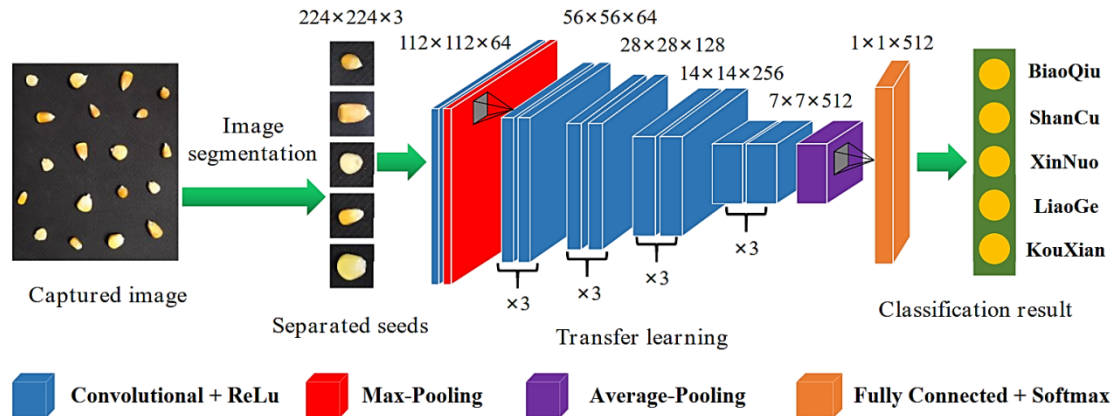 224×224×3
56×56×64
112×112×64
28×28×128
1×1×512
14×14×256
7×7×512
Image
segmentation
BiaoQiu
ShanCu
XinNuo
LiaoGe
KouXian
×3
×3
×3
×3
Captured image
Separated seeds
Transfer learning
Classification result
Convolutional + ReLu
Max-Pooling
Average-Pooling
Fully Connected + Softmax